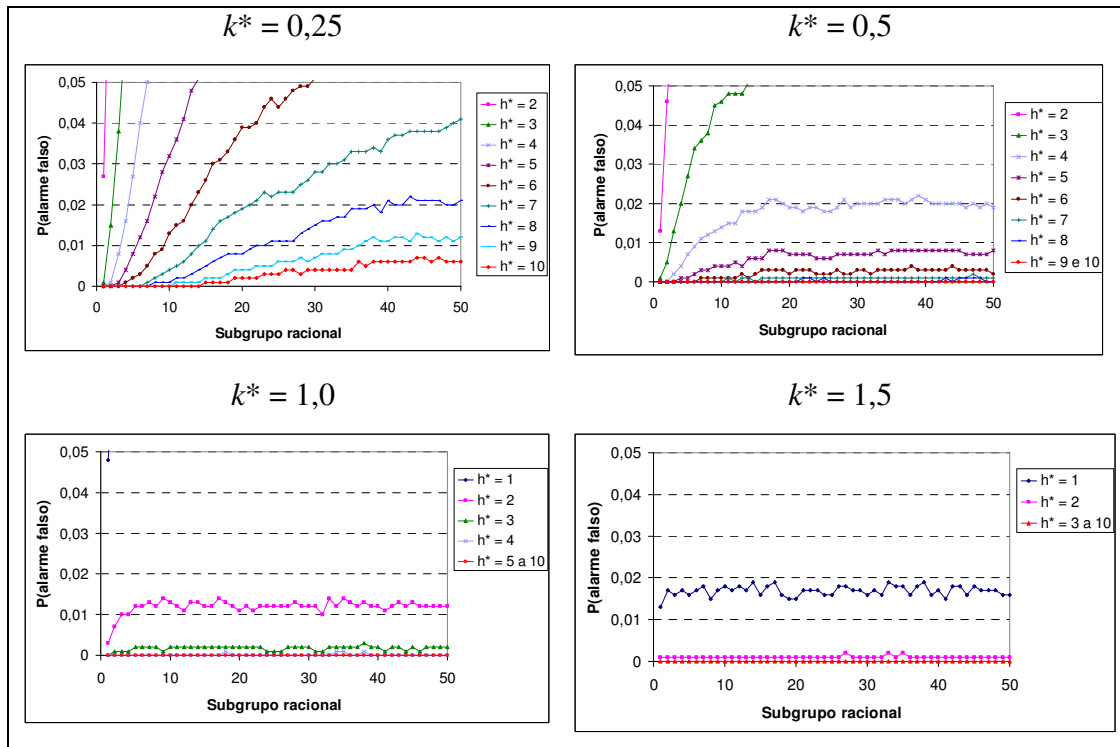 k* = 0,25
P(alarme falso)
0,05
0,04
0,03
0,02
0,01
0
0 10 20 30 40 50
Subgrupo racional
h* = 2
h* = 3
h* = 4
h* = 5
h* = 6
h* = 7
h* = 8
h* = 9
h* = 10
k* = 0,5
P(alarme falso)
0,05
0,04
0,03
0,02
0,01
0
0 10 20 30 40 50
Subgrupo racional
h* = 2
h* = 3
h* = 4
h* = 5
h* = 6
h* = 7
h* = 8
h* = 9 e 10
k* = 1,0
P(alarme falso)
0,05
0,04
0,03
0,02
0,01
0
0 10 20 30 40 50
Subgrupo racional
h* = 1
h* = 2
h* = 3
h* = 4
h* = 5 a 10
k* = 1,5
P(alarme falso)
0,05
0,04
0,03
0,02
0,01
0
0 10 20 30 40 50
Subgrupo racional
h* = 1
h* = 2
h* = 3 a 10